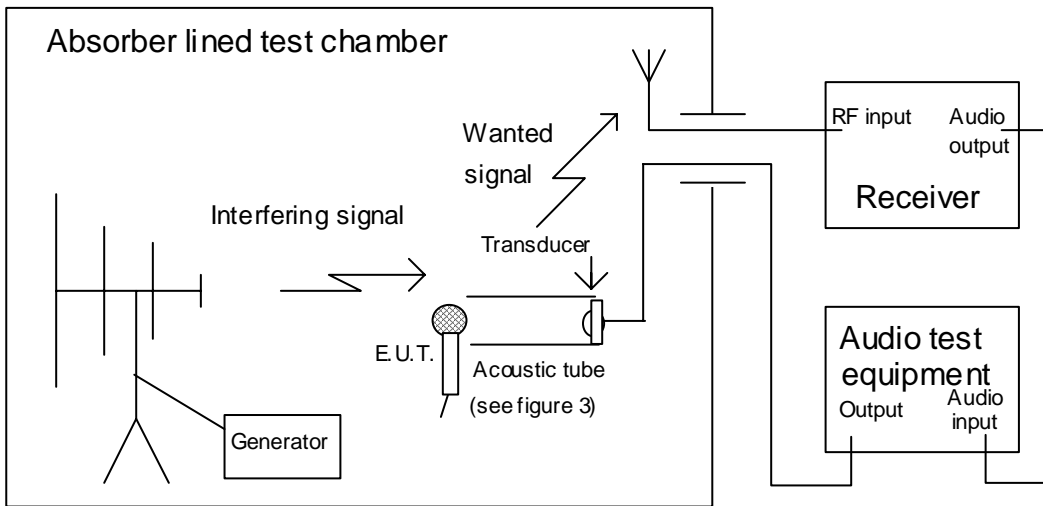 Absorber lined test chamber
Wanted
signal
Interfering signal
Transducer
E.U.T.
Acoustic tube
(see figure 3)
Generator
RF input
Audio
output
Receiver
Audio test
equipment
Output
Audio
input